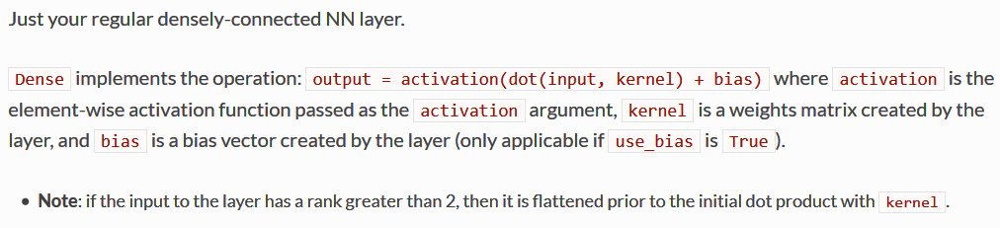 Just your regular densely-connected NN layer.
Dense implements the operation: output = activation(dot(input, kernel) + bias) where activation is the
element-wise activation function passed as the activation argument, kernel is a weights matrix created by the
layer, and bias is a bias vector created by the layer (only applicable if use_bias is True ).
• Note: if the input to the layer has a rank greater than 2, then it is flattened prior to the initial dot product with kernel .